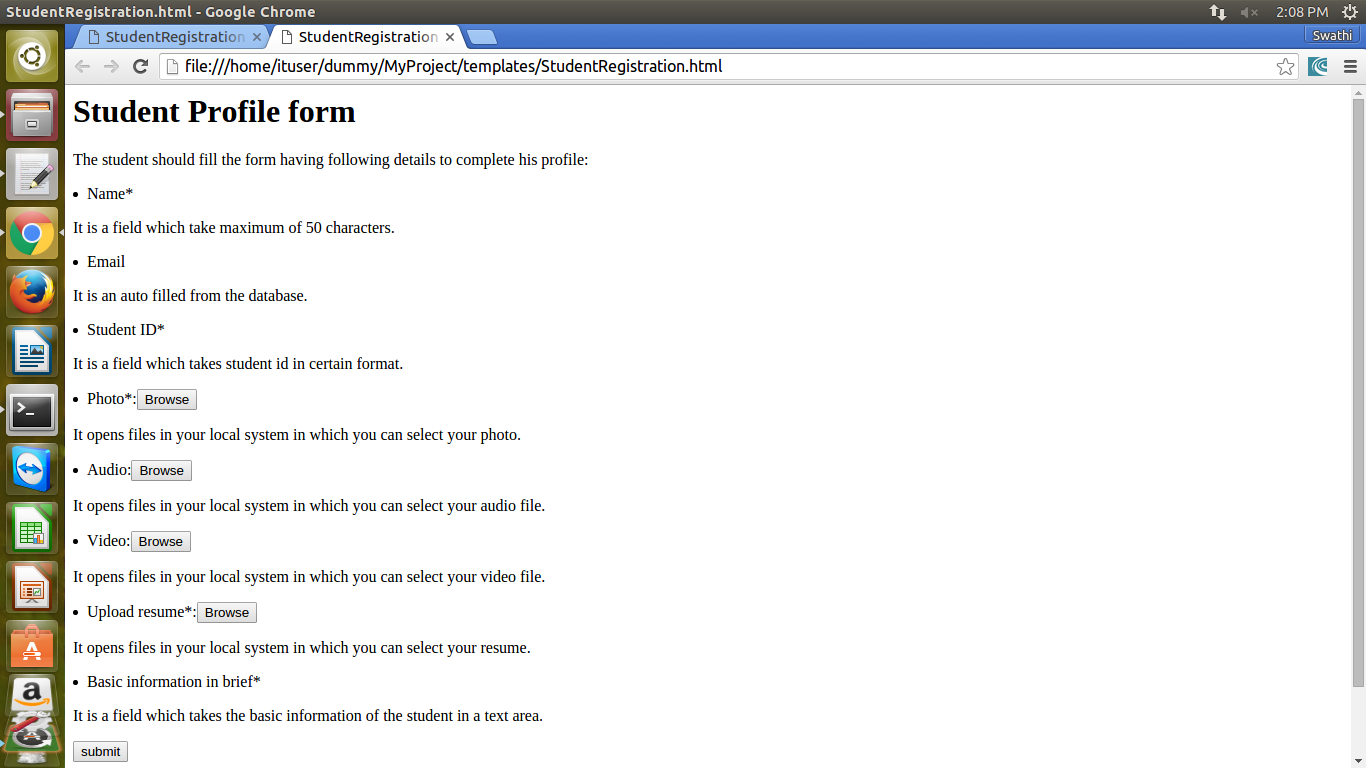 StudentRegistration.html - Google Chrome
2:08 PM
StudentRegistration
StudentRegistration
Swathi
file:///home/ituser/dummy/MyProject/templates/StudentRegistration.html
Student Profile form
The student should fill the form having following details to complete his profile:
• Name*
It is a field which take maximum of 50 characters.
• Email
It is an auto filled from the database.
• Student ID*
It is a field which takes student id in certain format.
• Photo*:Browse
It opens files in your local system in which you can select your photo.
• Audio:Browse
It opens files in your local system in which you can select your audio file.
• Video:Browse
It opens files in your local system in which you can select your video file.
• Upload resume*:Browse
It opens files in your local system in which you can select your resume.
• Basic information in brief*
It is a field which takes the basic information of the student in a text area.
submit